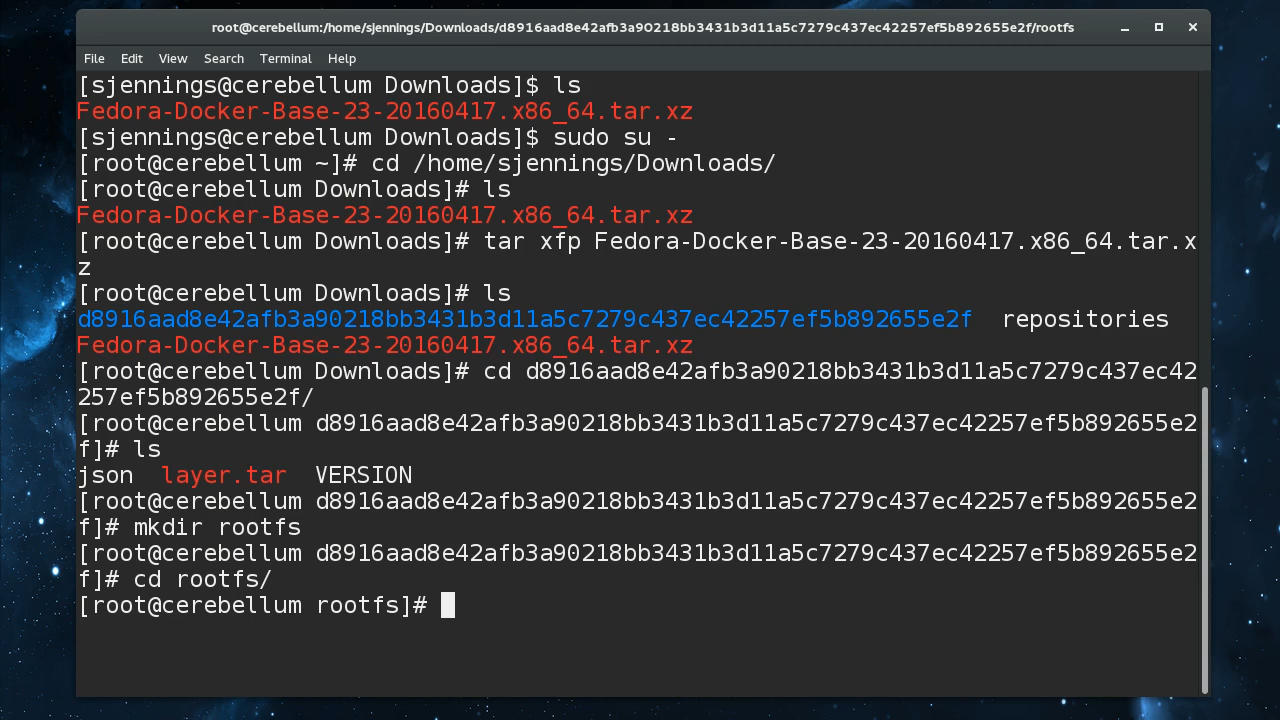 root@cerebellum:/home/sjennings/Downloads/d8916aad8e42afb3a90218bb3431b3d11a5c7279c437ec42257ef5b892655e2f/rootfs
File Edit View Search Terminal Help
[sjennings@cerebellum Downloads]$ ls
Fedora-Docker-Base-23-20160417.x86_64.tar.xz
[sjennings@cerebellum Downloads]$ sudo su -
[root@cerebellum ~]# cd /home/sjennings/Downloads/
[root@cerebellum Downloads]# ls
Fedora-Docker-Base-23-20160417.x86_64.tar.xz
[root@cerebellum Downloads]# tar xfp Fedora-Docker-Base-23-20160417.x86_64.tar.x
z
[root@cerebellum Downloads]# ls
d8916aad8e42afb3a90218bb3431b3d11a5c7279c437ec42257ef5b892655e2f  repositories
Fedora-Docker-Base-23-20160417.x86_64.tar.xz
[root@cerebellum Downloads]# cd d8916aad8e42afb3a90218bb3431b3d11a5c7279c437ec42
257ef5b892655e2f/
[root@cerebellum d8916aad8e42afb3a90218bb3431b3d11a5c7279c437ec42257ef5b892655e2
f]# ls
json  layer.tar  VERSION
[root@cerebellum d8916aad8e42afb3a90218bb3431b3d11a5c7279c437ec42257ef5b892655e2
f]# mkdir rootfs
[root@cerebellum d8916aad8e42afb3a90218bb3431b3d11a5c7279c437ec42257ef5b892655e2
f]# cd rootfs/
[root@cerebellum rootfs]#